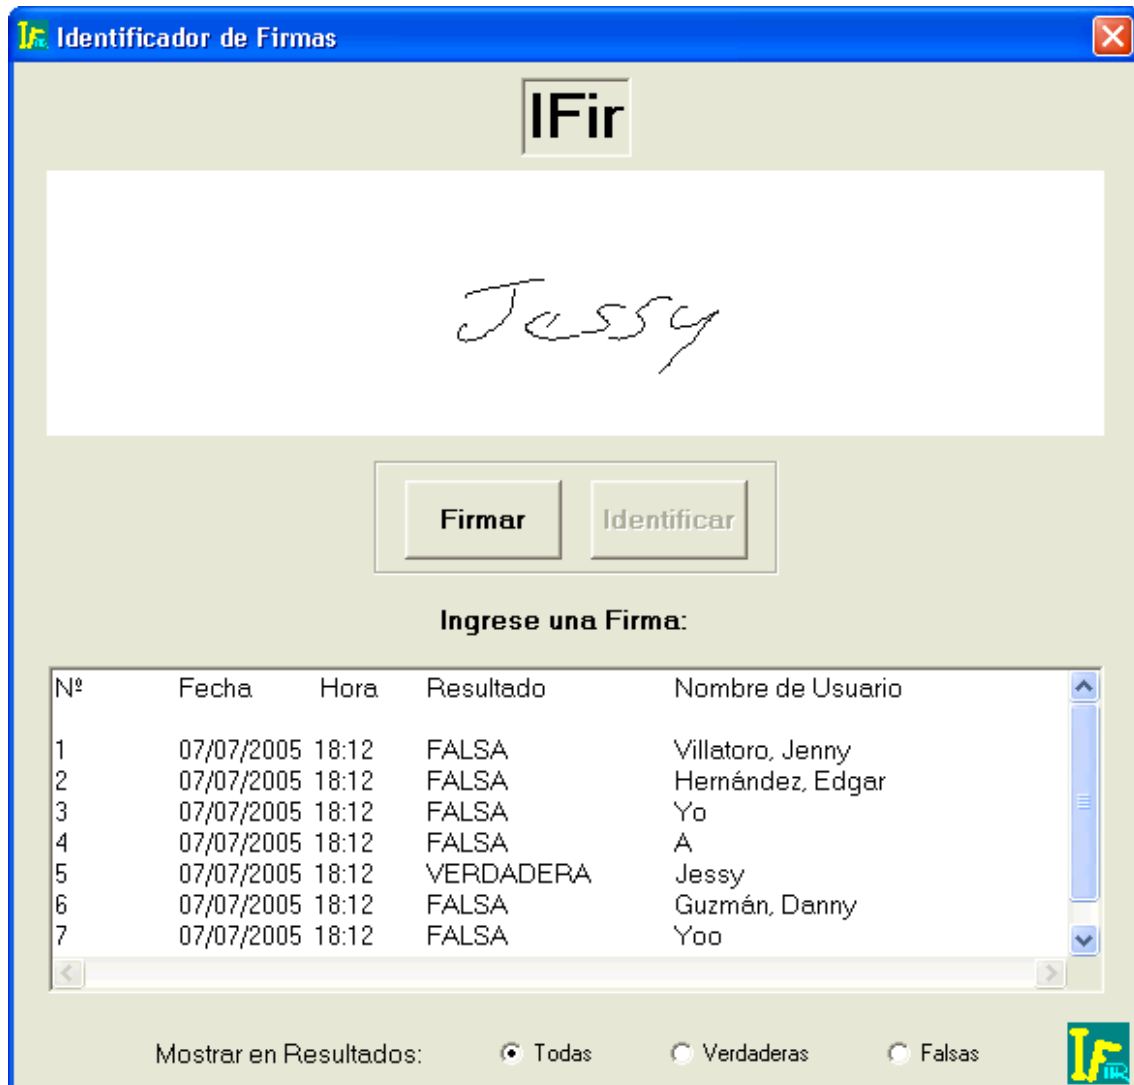 Identificador de Firmas
IFir
Jessy
Firmar Identificar
Ingrese una Firma:
Nº Fecha Hora Resultado Nombre de Usuario
1 07/07/2005 18:12 FALSA Villatoro, Jenny
2 07/07/2005 18:12 FALSA Hernández, Edgar
3 07/07/2005 18:12 FALSA Yo
4 07/07/2005 18:12 FALSA A
5 07/07/2005 18:12 VERDADERA Jessy
6 07/07/2005 18:12 FALSA Guzmán, Danny
7 07/07/2005 18:12 FALSA Yoo
Mostrar en Resultados: Todas Verdaderas Falsas